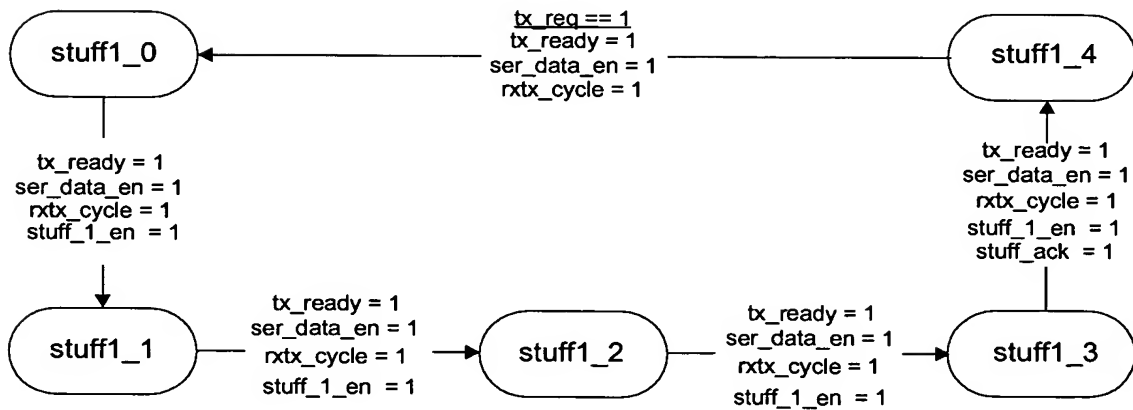 stuff1_0
tx_req == 1
tx_ready = 1
ser_data_en = 1
rxtx_cycle = 1
stuff1_4
tx_ready = 1
ser_data_en = 1
rxtx_cycle = 1
stuff_1_en = 1
tx_ready = 1
ser_data_en = 1
rxtx_cycle = 1
stuff_1_en = 1
stuff_ack = 1
stuff1_1
tx_ready = 1
ser_data_en = 1
rxtx_cycle = 1
stuff_1_en = 1
stuff1_2
tx_ready = 1
ser_data_en = 1
rxtx_cycle = 1
stuff_1_en = 1
stuff1_3